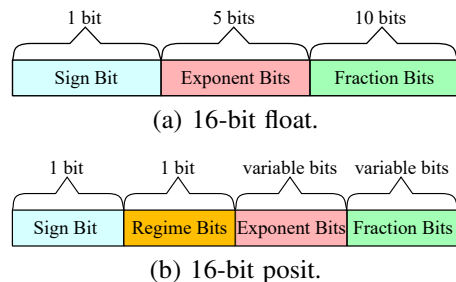 1 bit 5 bits 10 bits
Sign Bit Exponent Bits Fraction Bits
(a) 16-bit float.
1 bit 1 bit variable bits variable bits
Sign Bit Regime Bits Exponent Bits Fraction Bits
(b) 16-bit posit.